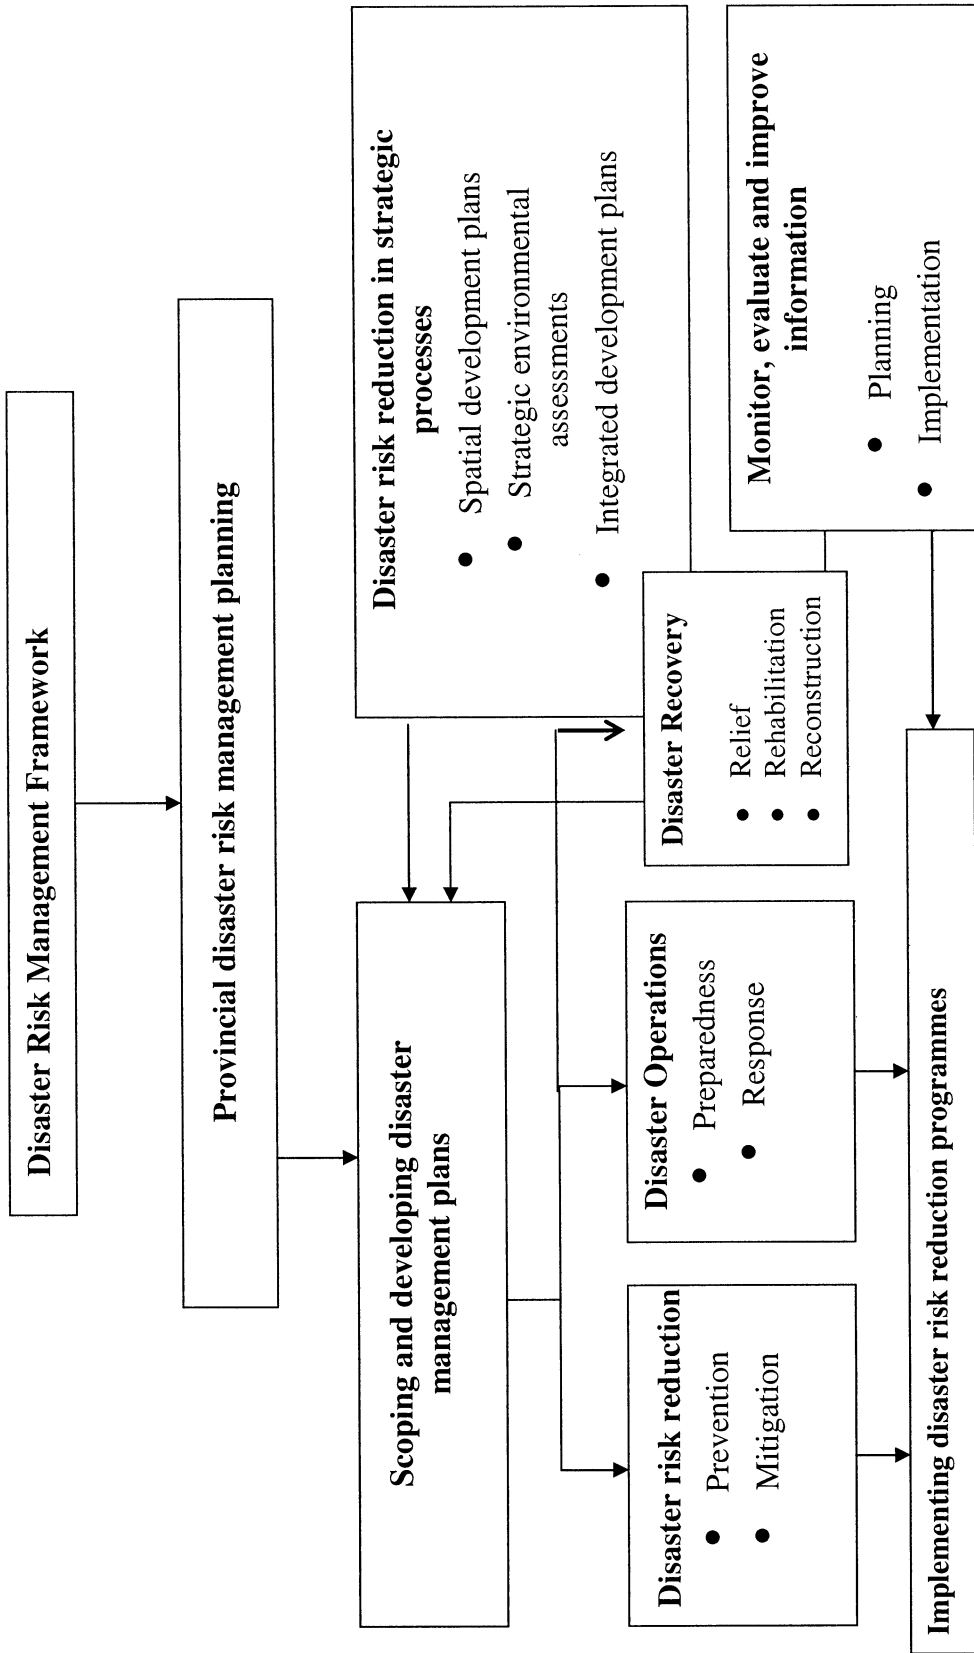 Disaster Risk Management Framework
Provincial disaster risk management planning
Scoping and developing disaster
management plans
Disaster risk reduction in strategic
processes
● Spatial development plans
● Strategic environmental
assessments
● Integrated development plans
Disaster risk reduction
● Prevention
● Mitigation
Disaster Operations
● Preparedness
● Response
Disaster Recovery
● Relief
● Rehabilitation
● Reconstruction
Monitor, evaluate and improve
information
● Planning
● Implementation
Implementing disaster risk reduction programmes